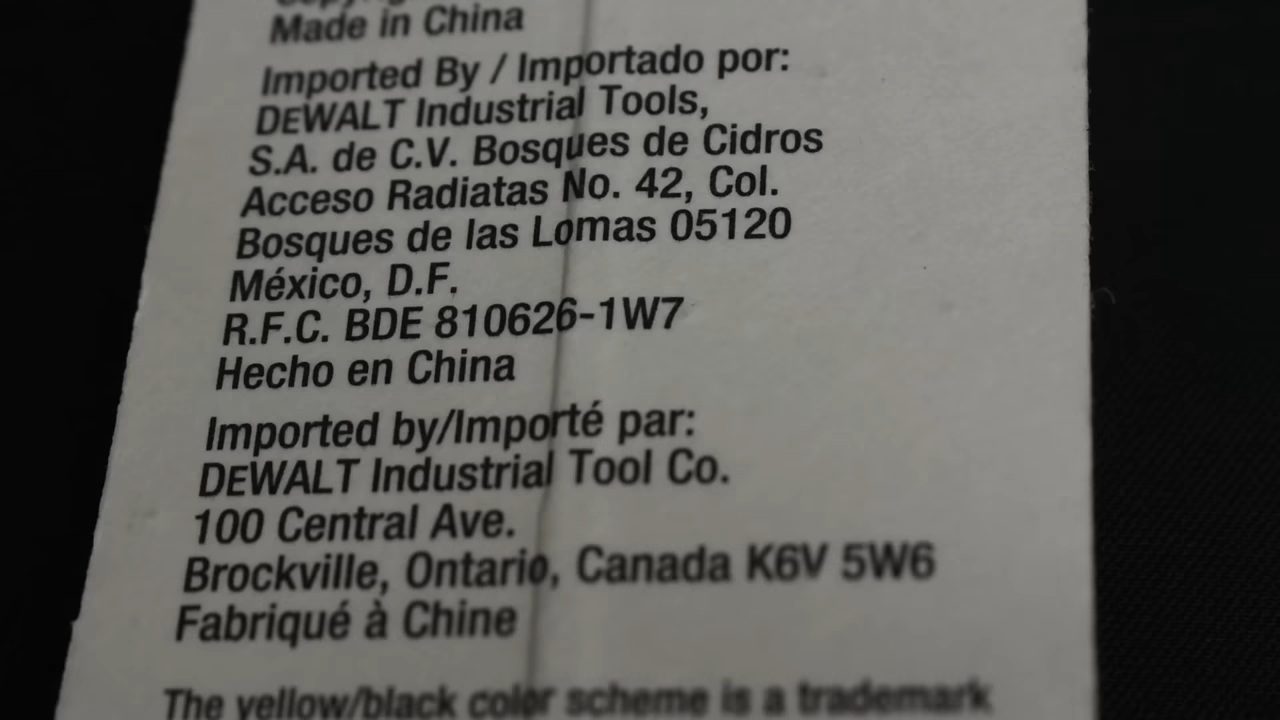 Made in China
Imported By / Importado por:
DEWALT Industrial Tools,
S.A. de C.V. Bosques de Cidros
Acceso Radiatas No. 42, Col.
Bosques de las Lomas 05120
México, D.F.
R.F.C. BDE 810626-1W7
Hecho en China
Imported by/Importé par:
DEWALT Industrial Tool Co.
100 Central Ave.
Brockville, Ontario, Canada K6V 5W6
Fabriqué à Chine
The yellow/black color scheme is a trademark